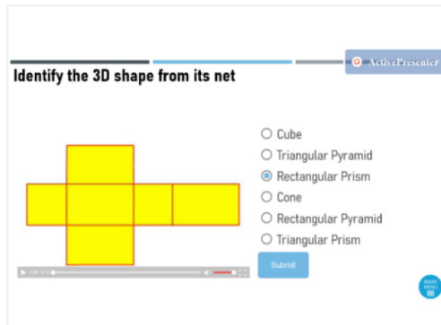 ActivePresenter
Identify the 3D shape from its net
Cube
Triangular Pyramid
Rectangular Prism
Cone
Rectangular Pyramid
Triangular Prism
Submit